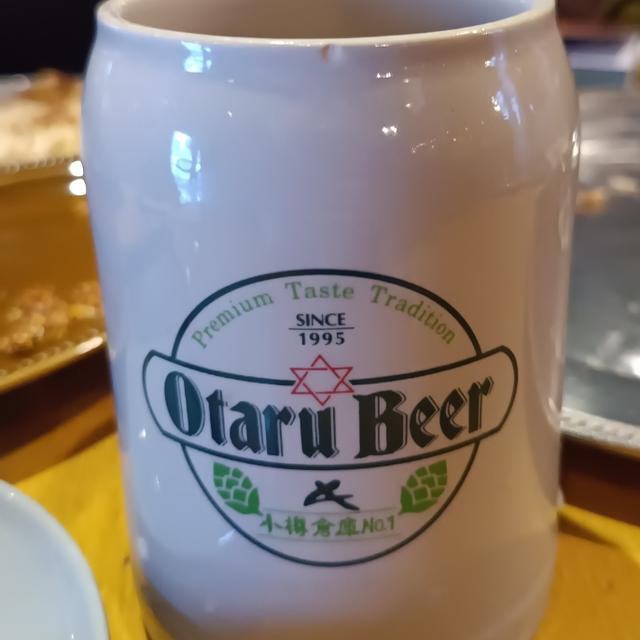 Premium Taste Tradition
SINCE
1995
Otaru Beer
小樽倉庫No.1